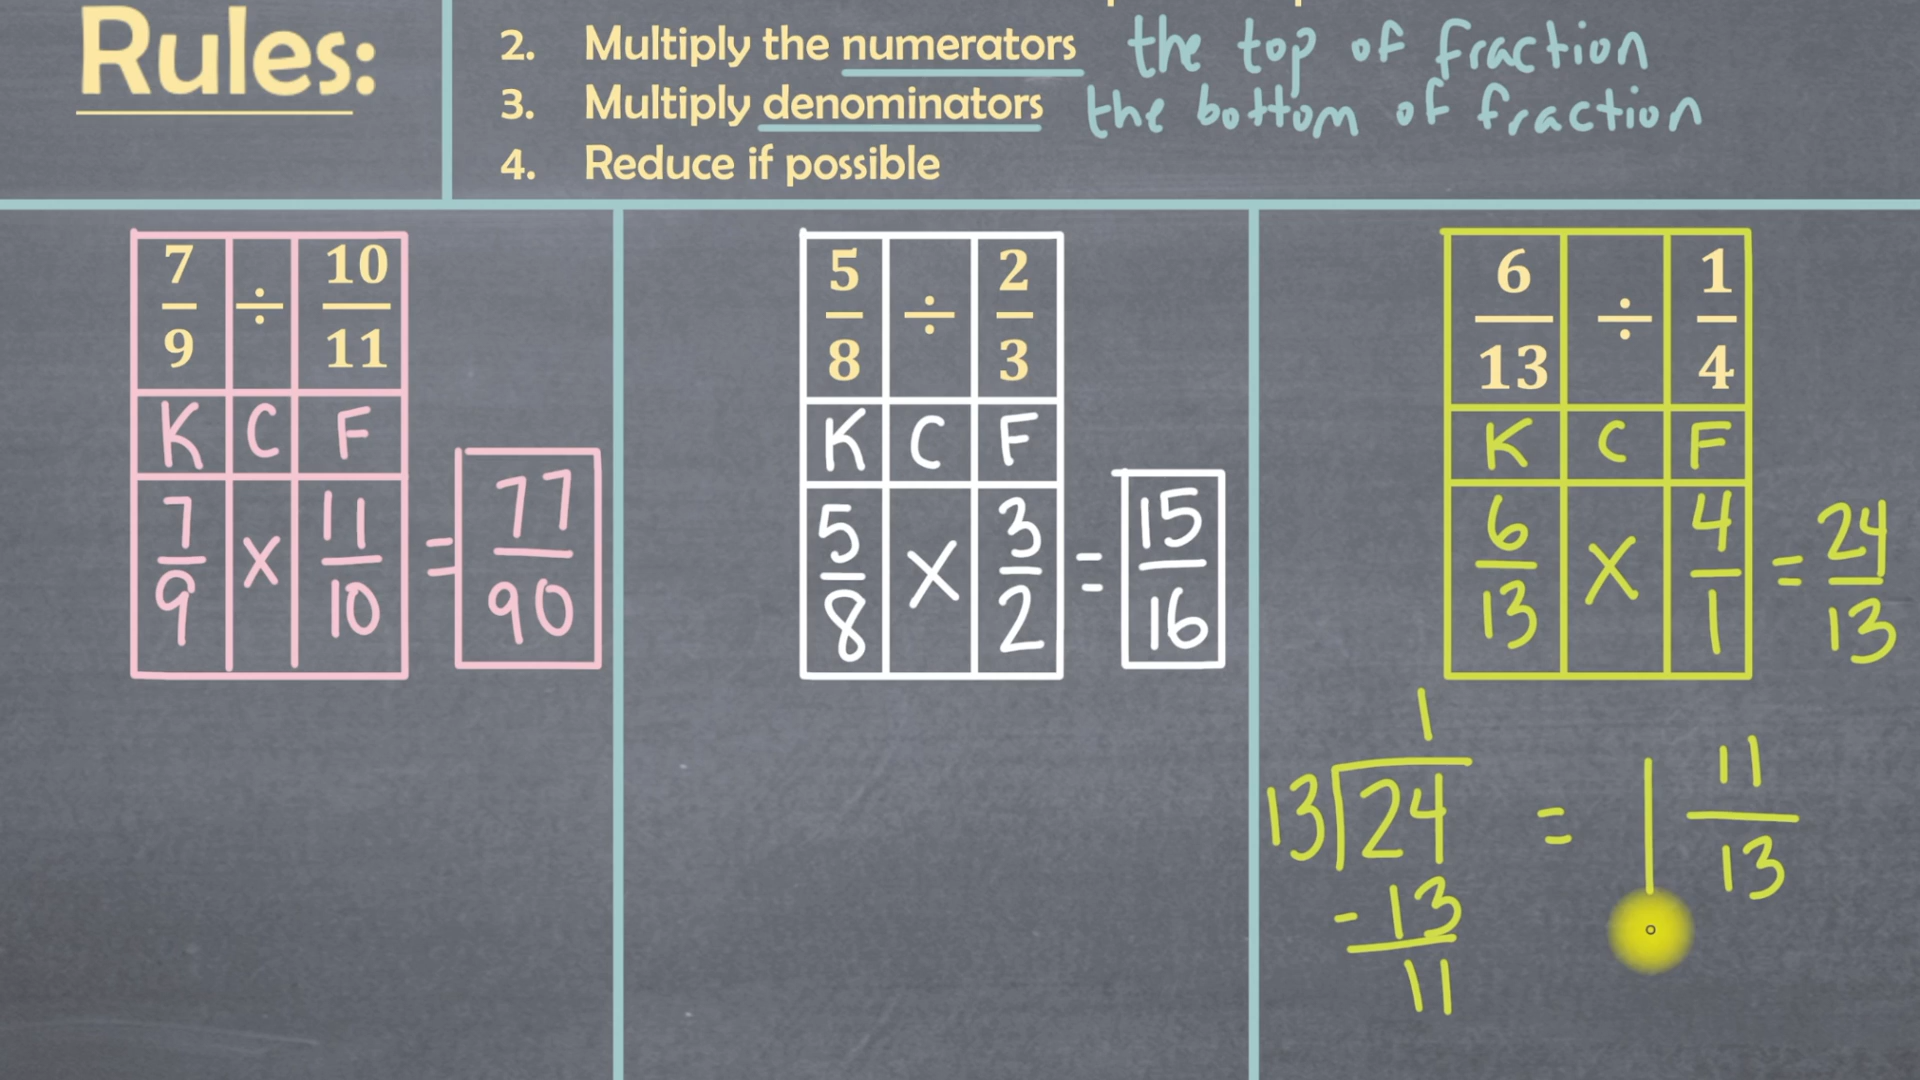 Rules:
2. Multiply the numerators the top of fraction
3. Multiply denominators the bottom of fraction
4. Reduce if possible
7/9 ÷ 10/11
K C F
7/9 × 11/10 = 77/90
5/8 ÷ 2/3
K C F
5/8 × 3/2 = 15/16
6/13 ÷ 1/4
K C F
6/13 × 4/1 = 24/13
1
13)24 = 1 11/13
- 13
11